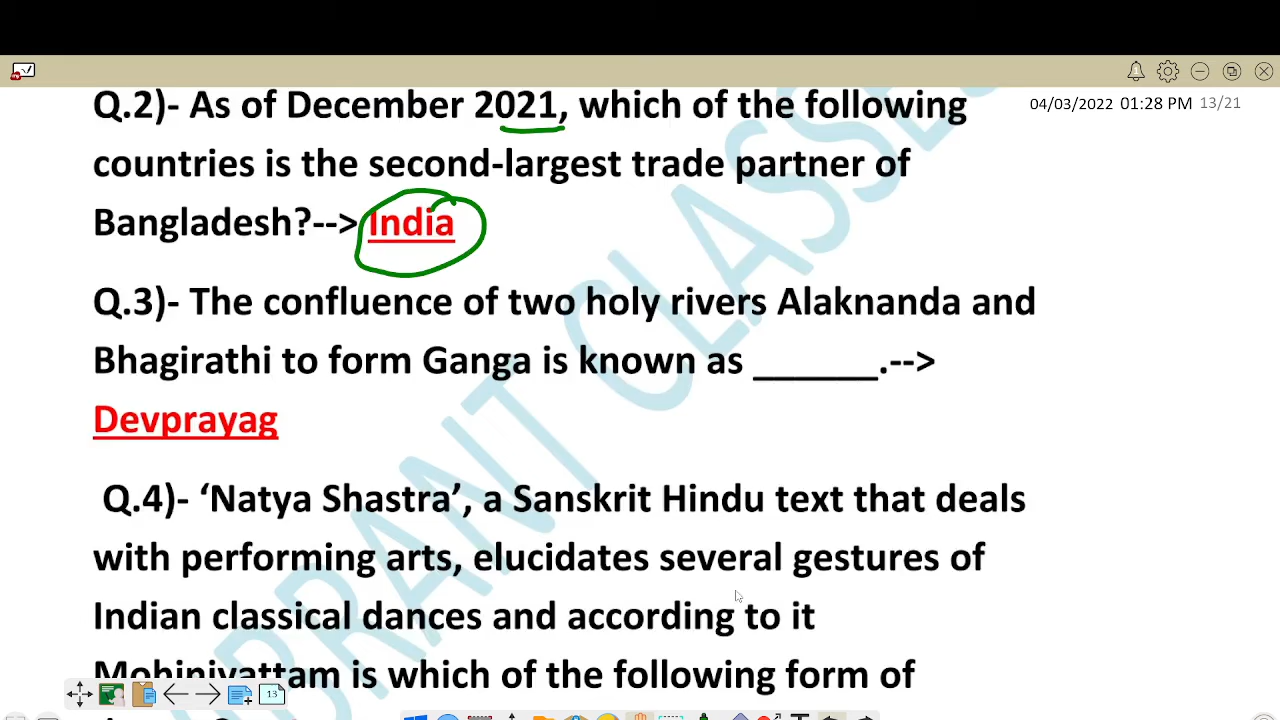 Q.2)- As of December 2021, which of the following
04/03/2022 01:28 PM 13/21
countries is the second-largest trade partner of
Bangladesh?--> India
Q.3)- The confluence of two holy rivers Alaknanda and
Bhagirathi to form Ganga is known as ______.-->
Devprayag
Q.4)- ‘Natya Shastra’, a Sanskrit Hindu text that deals
with performing arts, elucidates several gestures of
Indian classical dances and according to it
Mohiniyattam is which of the following form of
13